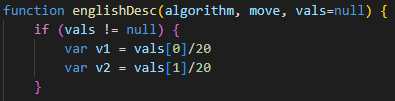 function englishDesc(algorithm, move, vals=null) {
    if (vals != null) {
        var v1 = vals[0]/20
        var v2 = vals[1]/20
    }